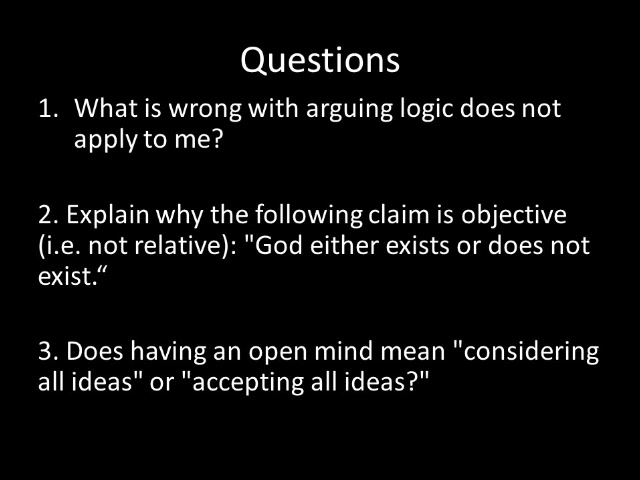 Questions
1. What is wrong with arguing logic does not
apply to me?
2. Explain why the following claim is objective
(i.e. not relative): "God either exists or does not
exist.“
3. Does having an open mind mean "considering
all ideas" or "accepting all ideas?"